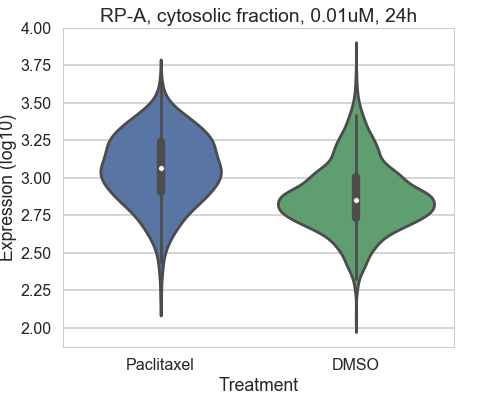 RP-A, cytosolic fraction, 0.01uM, 24h
Expression (log10)
4.00
3.75
3.50
3.25
3.00
2.75
2.50
2.25
2.00
Paclitaxel
DMSO
Treatment